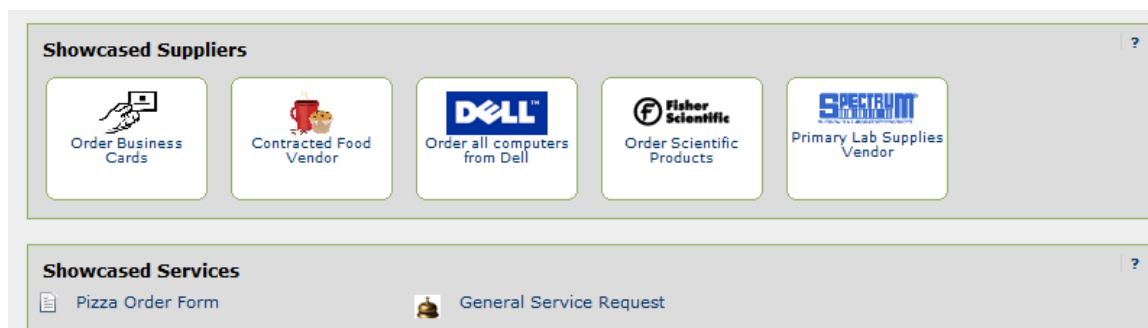 Showcased Suppliers
?
Order Business
Cards
Contracted Food
Vendor
DELL™
Order all computers
from Dell
Fisher
Scientific
Order Scientific
Products
SPECTRUM
Primary Lab Supplies
Vendor
Showcased Services
?
Pizza Order Form
General Service Request